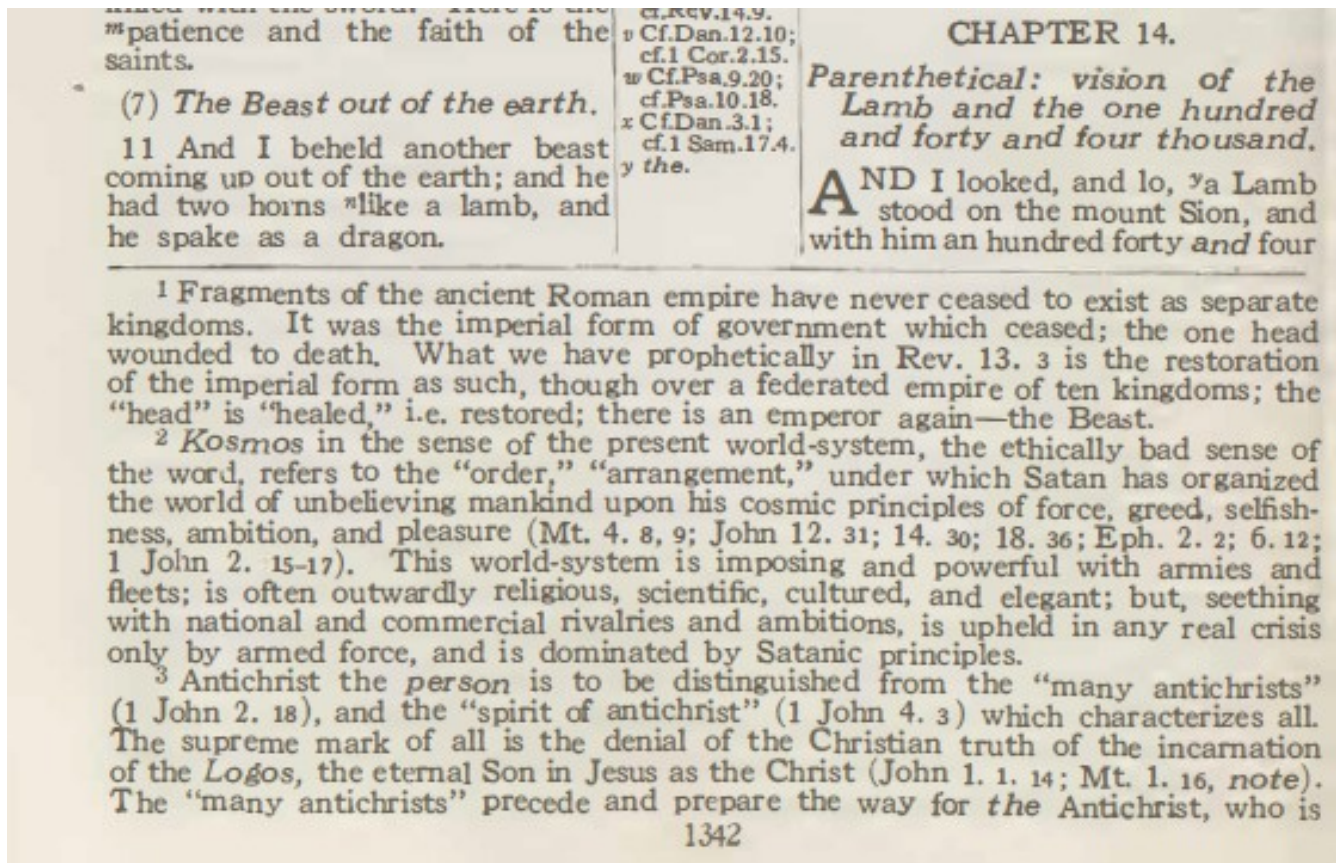 ᵐpatience and the faith of the
saints.
(7) The Beast out of the earth.
11 And I beheld another beast
coming up out of the earth; and he
had two horns ⁿlike a lamb, and
he spake as a dragon.
cf.Rev.14.9.
v Cf.Dan.12.10;
cf.1 Cor.2.15.
w Cf.Psa.9.20;
cf.Psa.10.18.
x Cf.Dan.3.1;
cf.1 Sam.17.4.
y the.
CHAPTER 14.
Parenthetical: vision of the
Lamb and the one hundred
and forty and four thousand.
AND I looked, and lo, ʸa Lamb
stood on the mount Sion, and
with him an hundred forty and four
1 Fragments of the ancient Roman empire have never ceased to exist as separate
kingdoms. It was the imperial form of government which ceased; the one head
wounded to death. What we have prophetically in Rev. 13. 3 is the restoration
of the imperial form as such, though over a federated empire of ten kingdoms; the
“head” is “healed,” i.e. restored; there is an emperor again—the Beast.
2 Kosmos in the sense of the present world-system, the ethically bad sense of
the word, refers to the “order,” “arrangement,” under which Satan has organized
the world of unbelieving mankind upon his cosmic principles of force, greed, selfish-
ness, ambition, and pleasure (Mt. 4. 8, 9; John 12. 31; 14. 30; 18. 36; Eph. 2. 2; 6. 12;
1 John 2. 15–17). This world-system is imposing and powerful with armies and
fleets; is often outwardly religious, scientific, cultured, and elegant; but, seething
with national and commercial rivalries and ambitions, is upheld in any real crisis
only by armed force, and is dominated by Satanic principles.
3 Antichrist the person is to be distinguished from the “many antichrists”
(1 John 2. 18), and the “spirit of antichrist” (1 John 4. 3) which characterizes all.
The supreme mark of all is the denial of the Christian truth of the incarnation
of the Logos, the eternal Son in Jesus as the Christ (John 1. 1. 14; Mt. 1. 16, note).
The “many antichrists” precede and prepare the way for the Antichrist, who is
1342